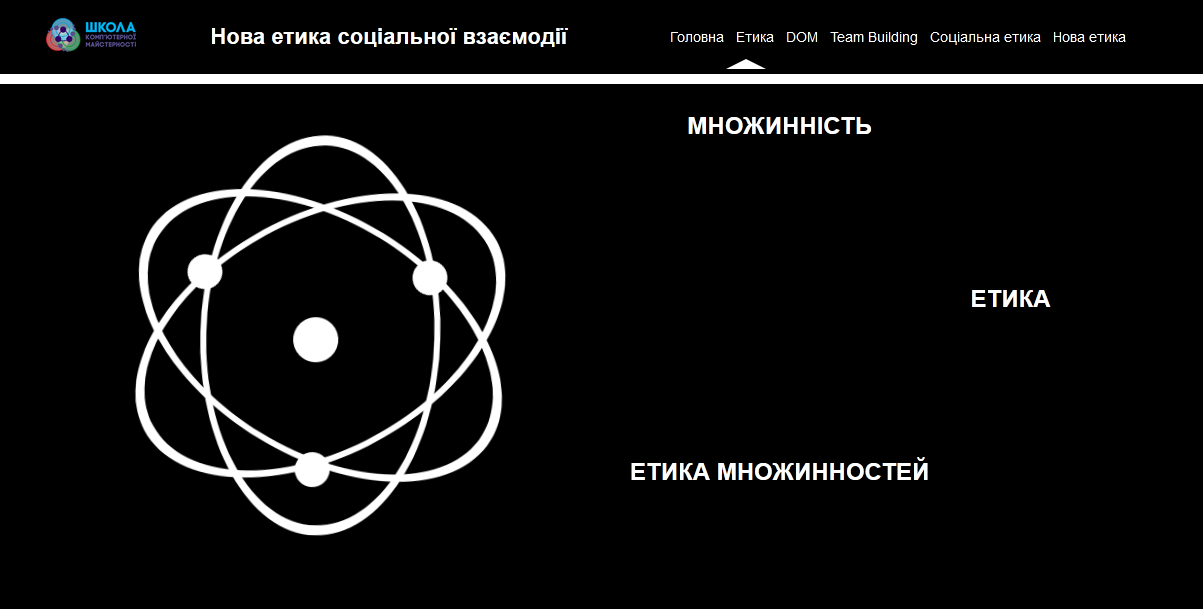 ШКОЛА
КОМП'ЮТЕРНОЇ
МАЙСТЕРНОСТІ
Нова етика соціальної взаємодії
Головна Етика DOM Team Building Соціальна етика Нова етика
МНОЖИННІСТЬ
ЕТИКА
ЕТИКА МНОЖИННОСТЕЙ